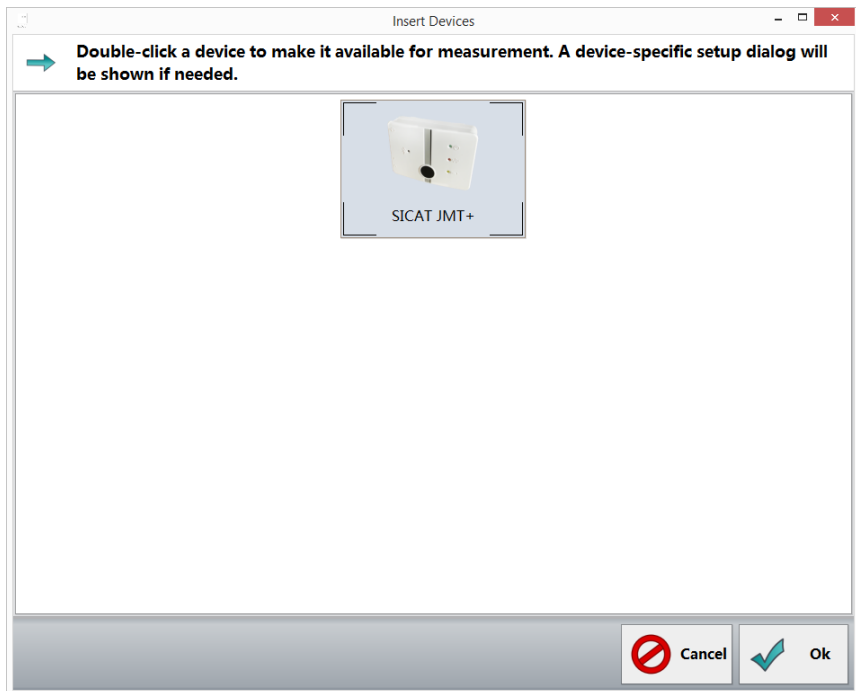 Insert Devices
Double-click a device to make it available for measurement. A device-specific setup dialog will
be shown if needed.
SICAT JMT+
Cancel
Ok